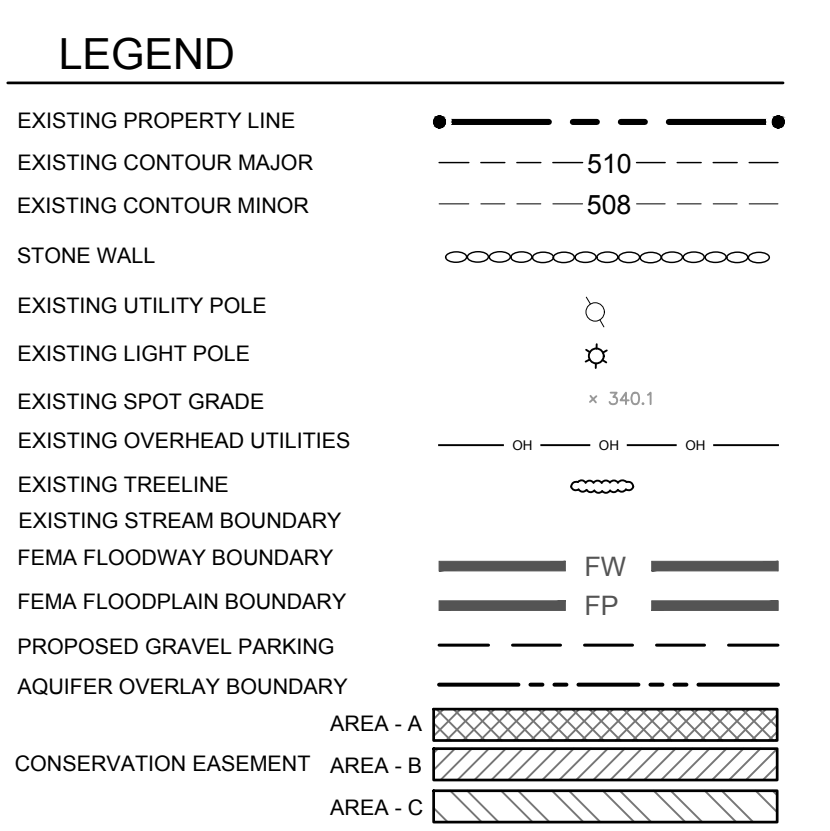 LEGEND
EXISTING PROPERTY LINE
EXISTING CONTOUR MAJOR 510
EXISTING CONTOUR MINOR 508
STONE WALL
EXISTING UTILITY POLE
EXISTING LIGHT POLE
EXISTING SPOT GRADE × 340.1
EXISTING OVERHEAD UTILITIES OH OH OH
EXISTING TREELINE
EXISTING STREAM BOUNDARY
FEMA FLOODWAY BOUNDARY FW
FEMA FLOODPLAIN BOUNDARY FP
PROPOSED GRAVEL PARKING
AQUIFER OVERLAY BOUNDARY
AREA - A
CONSERVATION EASEMENT AREA - B
AREA - C